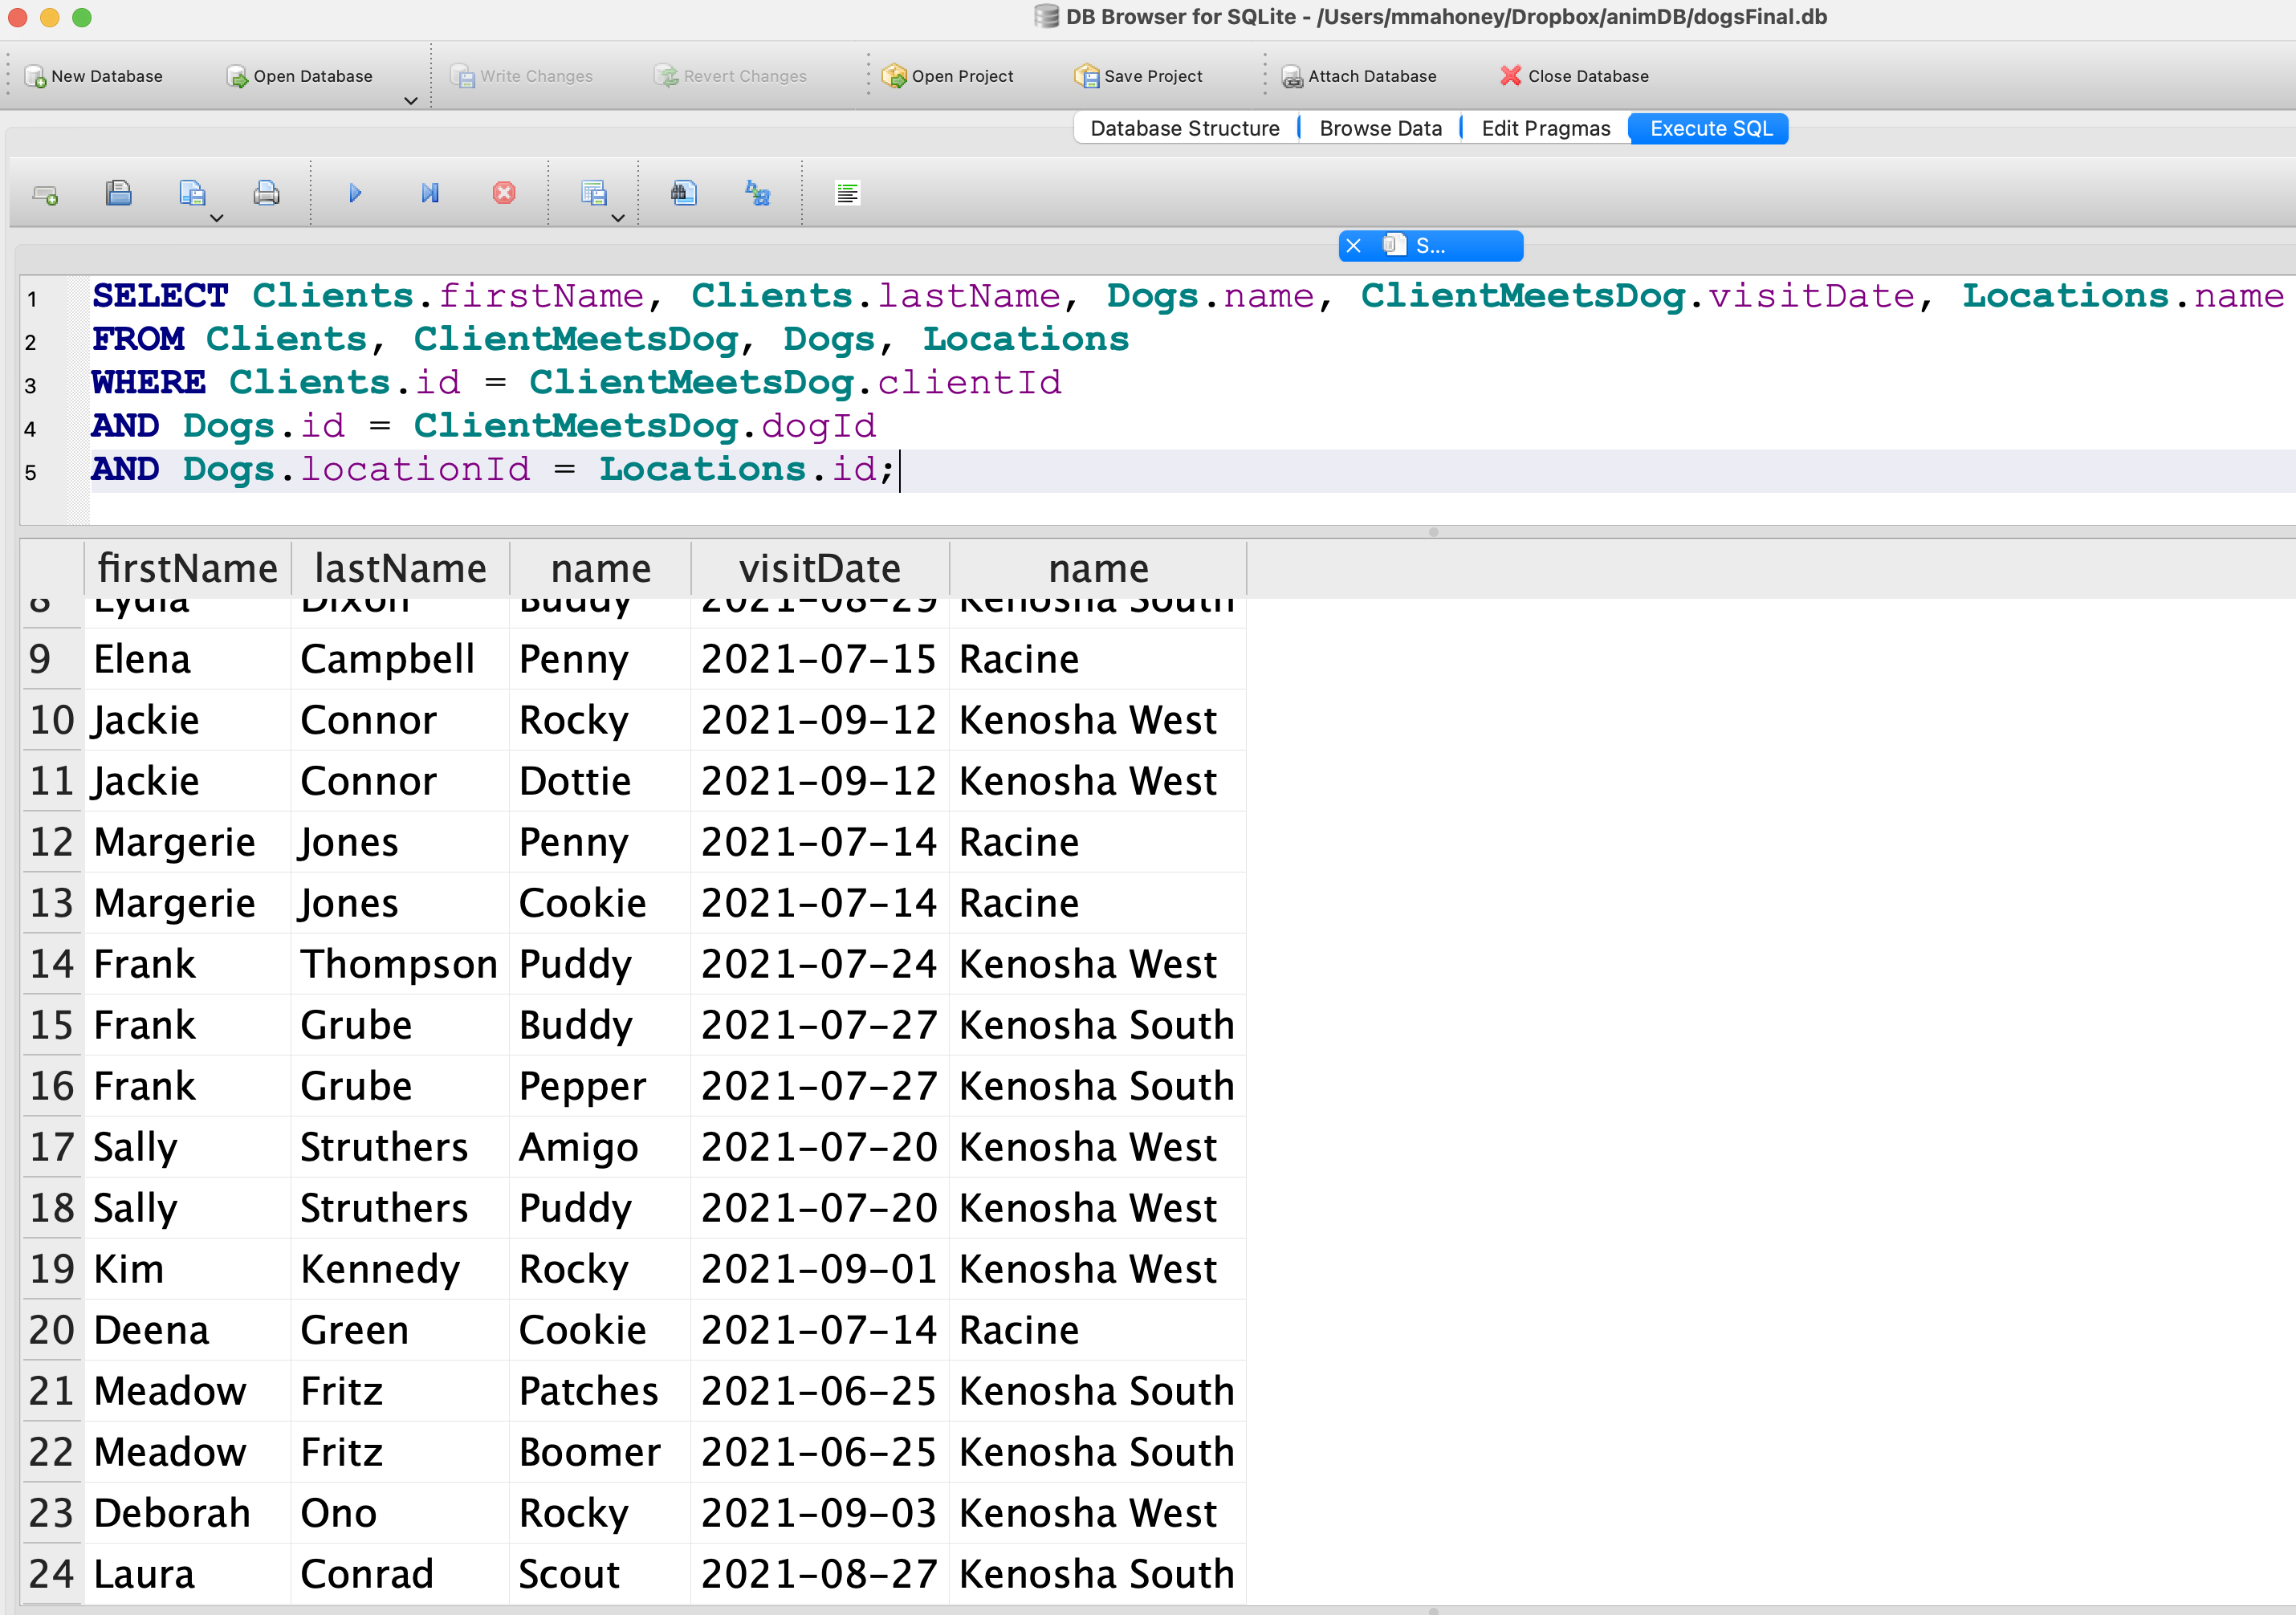 DB Browser for SQLite - /Users/mmahoney/Dropbox/animDB/dogsFinal.db
New Database Open Database Write Changes Revert Changes Open Project Save Project Attach Database Close Database
Database Structure Browse Data Edit Pragmas Execute SQL
S...
1 SELECT Clients.firstName, Clients.lastName, Dogs.name, ClientMeetsDog.visitDate, Locations.name
2 FROM Clients, ClientMeetsDog, Dogs, Locations
3 WHERE Clients.id = ClientMeetsDog.clientId
4 AND Dogs.id = ClientMeetsDog.dogId
5 AND Dogs.locationId = Locations.id;
firstName lastName name visitDate name
8 Lydia Dixon Buddy 2021-08-29 Kenosha South
9 Elena Campbell Penny 2021-07-15 Racine
10 Jackie Connor Rocky 2021-09-12 Kenosha West
11 Jackie Connor Dottie 2021-09-12 Kenosha West
12 Margerie Jones Penny 2021-07-14 Racine
13 Margerie Jones Cookie 2021-07-14 Racine
14 Frank Thompson Puddy 2021-07-24 Kenosha West
15 Frank Grube Buddy 2021-07-27 Kenosha South
16 Frank Grube Pepper 2021-07-27 Kenosha South
17 Sally Struthers Amigo 2021-07-20 Kenosha West
18 Sally Struthers Puddy 2021-07-20 Kenosha West
19 Kim Kennedy Rocky 2021-09-01 Kenosha West
20 Deena Green Cookie 2021-07-14 Racine
21 Meadow Fritz Patches 2021-06-25 Kenosha South
22 Meadow Fritz Boomer 2021-06-25 Kenosha South
23 Deborah Ono Rocky 2021-09-03 Kenosha West
24 Laura Conrad Scout 2021-08-27 Kenosha South